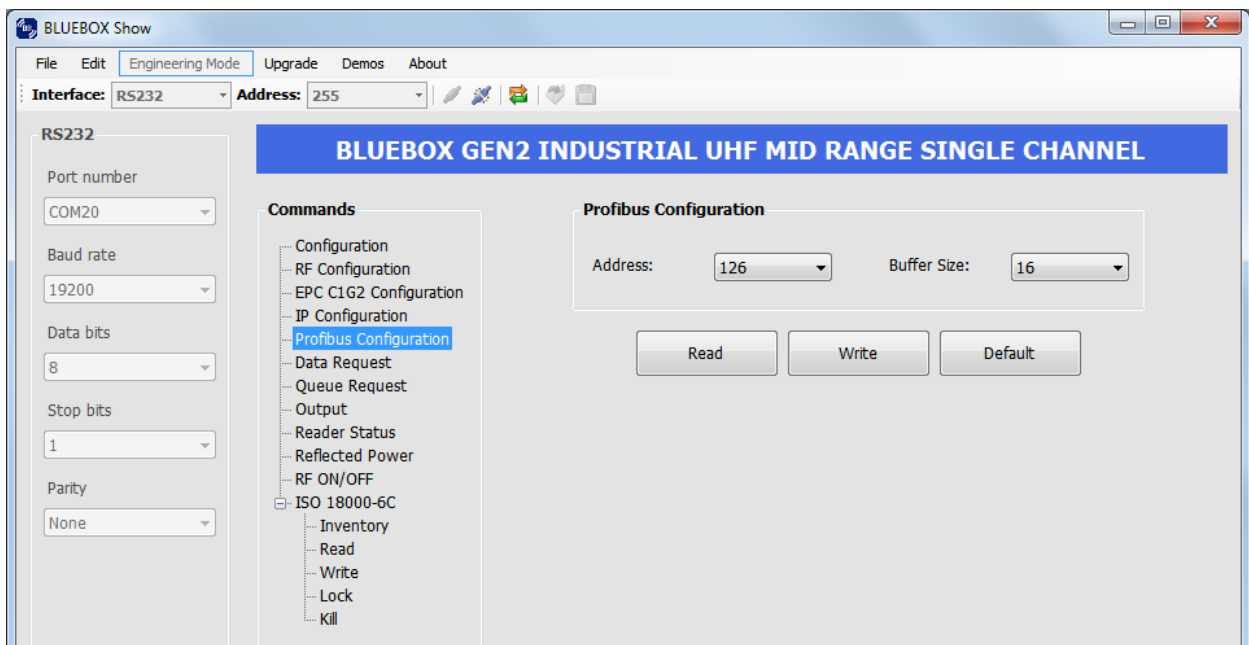 BLUEBOX Show
File Edit Engineering Mode Upgrade Demos About
Interface: RS232 Address: 255
RS232
Port number
COM20
Baud rate
19200
Data bits
8
Stop bits
1
Parity
None
BLUEBOX GEN2 INDUSTRIAL UHF MID RANGE SINGLE CHANNEL
Commands
Configuration
RF Configuration
EPC C1G2 Configuration
IP Configuration
Profibus Configuration
Data Request
Queue Request
Output
Reader Status
Reflected Power
RF ON/OFF
ISO 18000-6C
Inventory
Read
Write
Lock
Kill
Profibus Configuration
Address: 126 Buffer Size: 16
Read Write Default